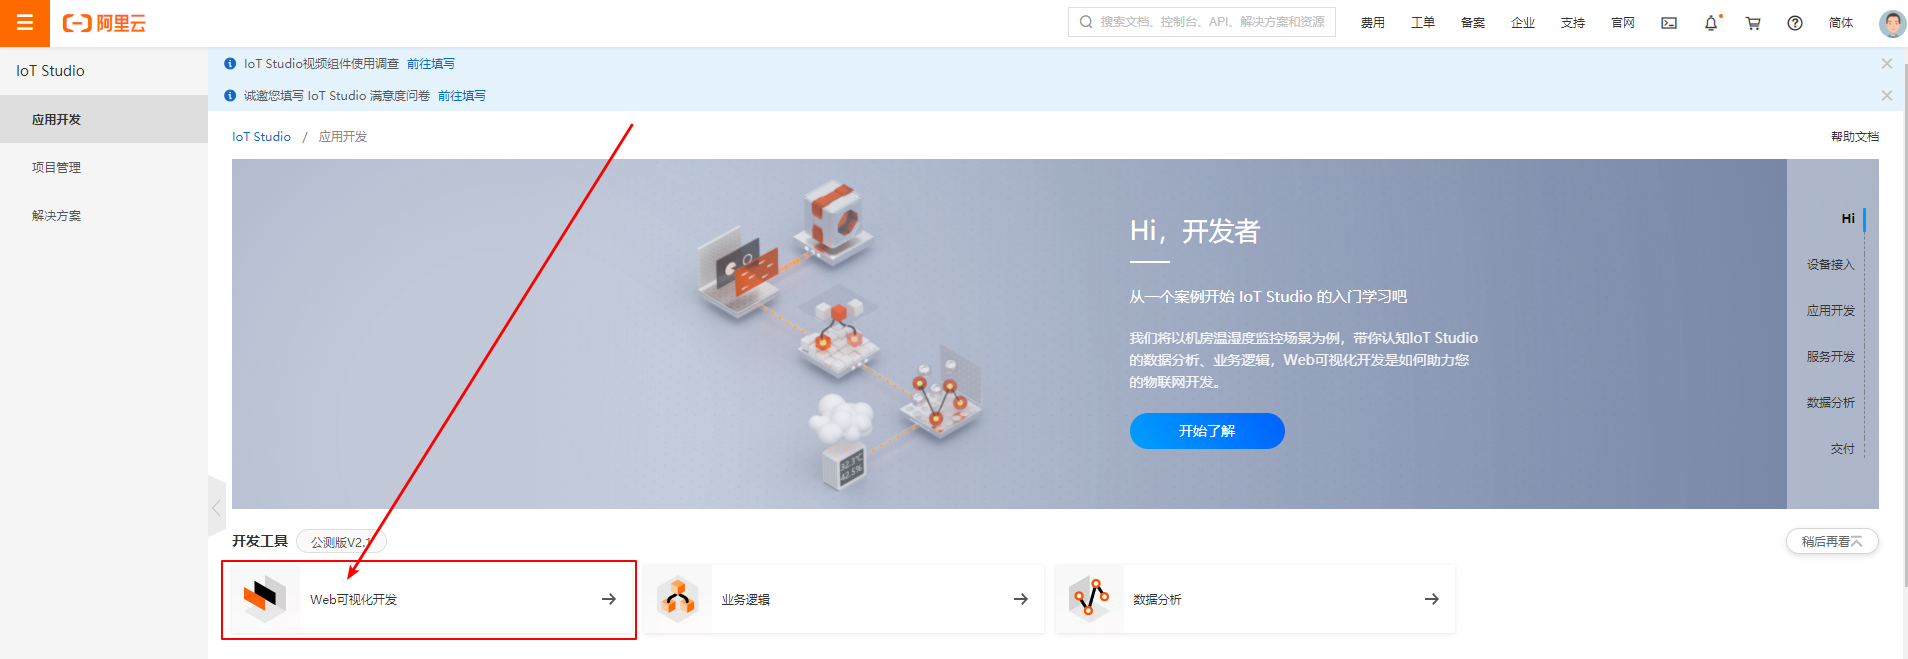 阿里云
搜索文档、控制台、API、解决方案和资源
费用
工单
备案
企业
支持
官网
简体
IoT Studio
应用开发
项目管理
解决方案
IoT Studio视频组件使用调查 前往填写
诚邀您填写 IoT Studio 满意度问卷 前往填写
IoT Studio / 应用开发
帮助文档
Hi，开发者
从一个案例开始 IoT Studio 的入门学习吧
我们将以机房温湿度监控场景为例，带你认知IoT Studio
的数据分析、业务逻辑，Web可视化开发是如何助力您
的物联网开发。
开始了解
32.3℃
42.5%
Hi
设备接入
应用开发
服务开发
数据分析
交付
开发工具
公测版V2.1
稍后再看
Web可视化开发
业务逻辑
数据分析